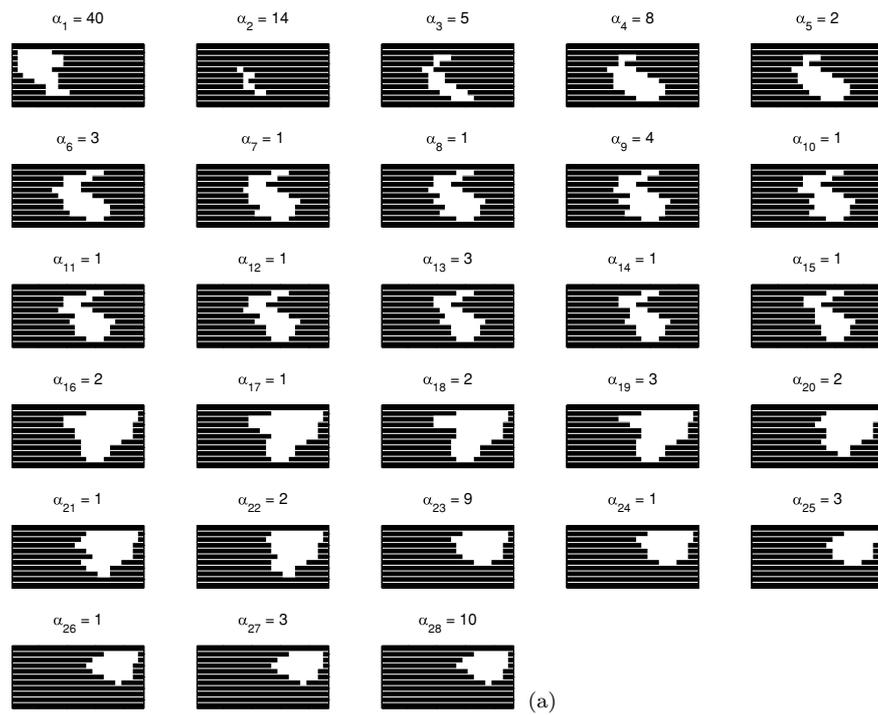 α₁ = 40 α₂ = 14 α₃ = 5 α₄ = 8 α₅ = 2
α₆ = 3 α₇ = 1 α₈ = 1 α₉ = 4 α₁₀ = 1
α₁₁ = 1 α₁₂ = 1 α₁₃ = 3 α₁₄ = 1 α₁₅ = 1
α₁₆ = 2 α₁₇ = 1 α₁₈ = 2 α₁₉ = 3 α₂₀ = 2
α₂₁ = 1 α₂₂ = 2 α₂₃ = 9 α₂₄ = 1 α₂₅ = 3
α₂₆ = 1 α₂₇ = 3 α₂₈ = 10
(a)